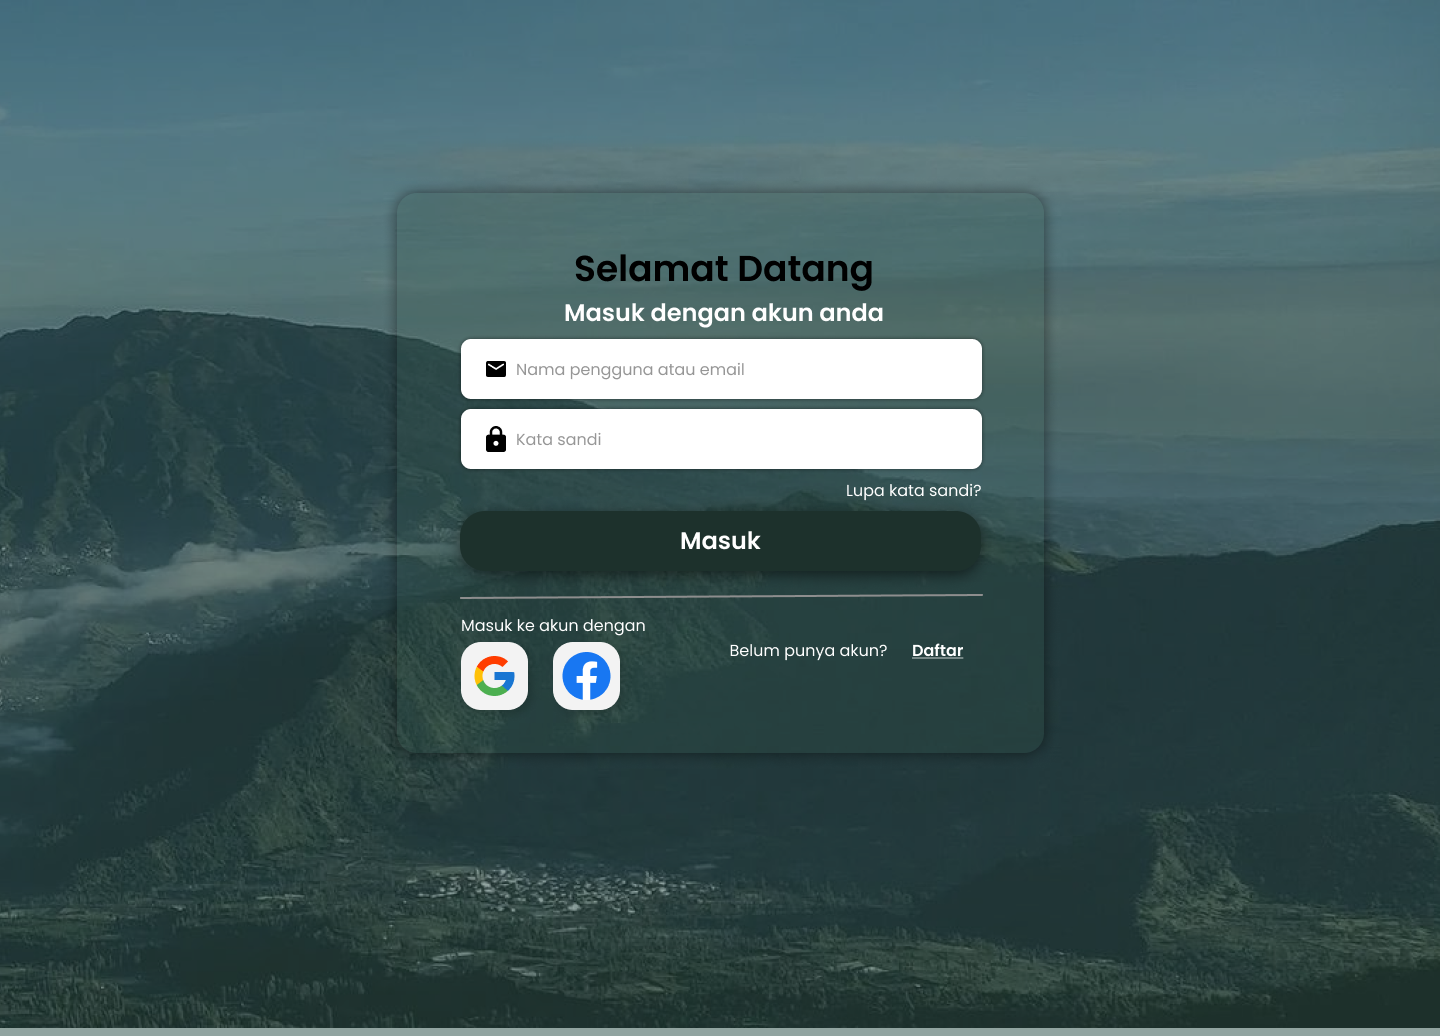 Selamat Datang
Masuk dengan akun anda
Nama pengguna atau email
Kata sandi
Lupa kata sandi?
Masuk
Masuk ke akun dengan
Belum punya akun? Daftar